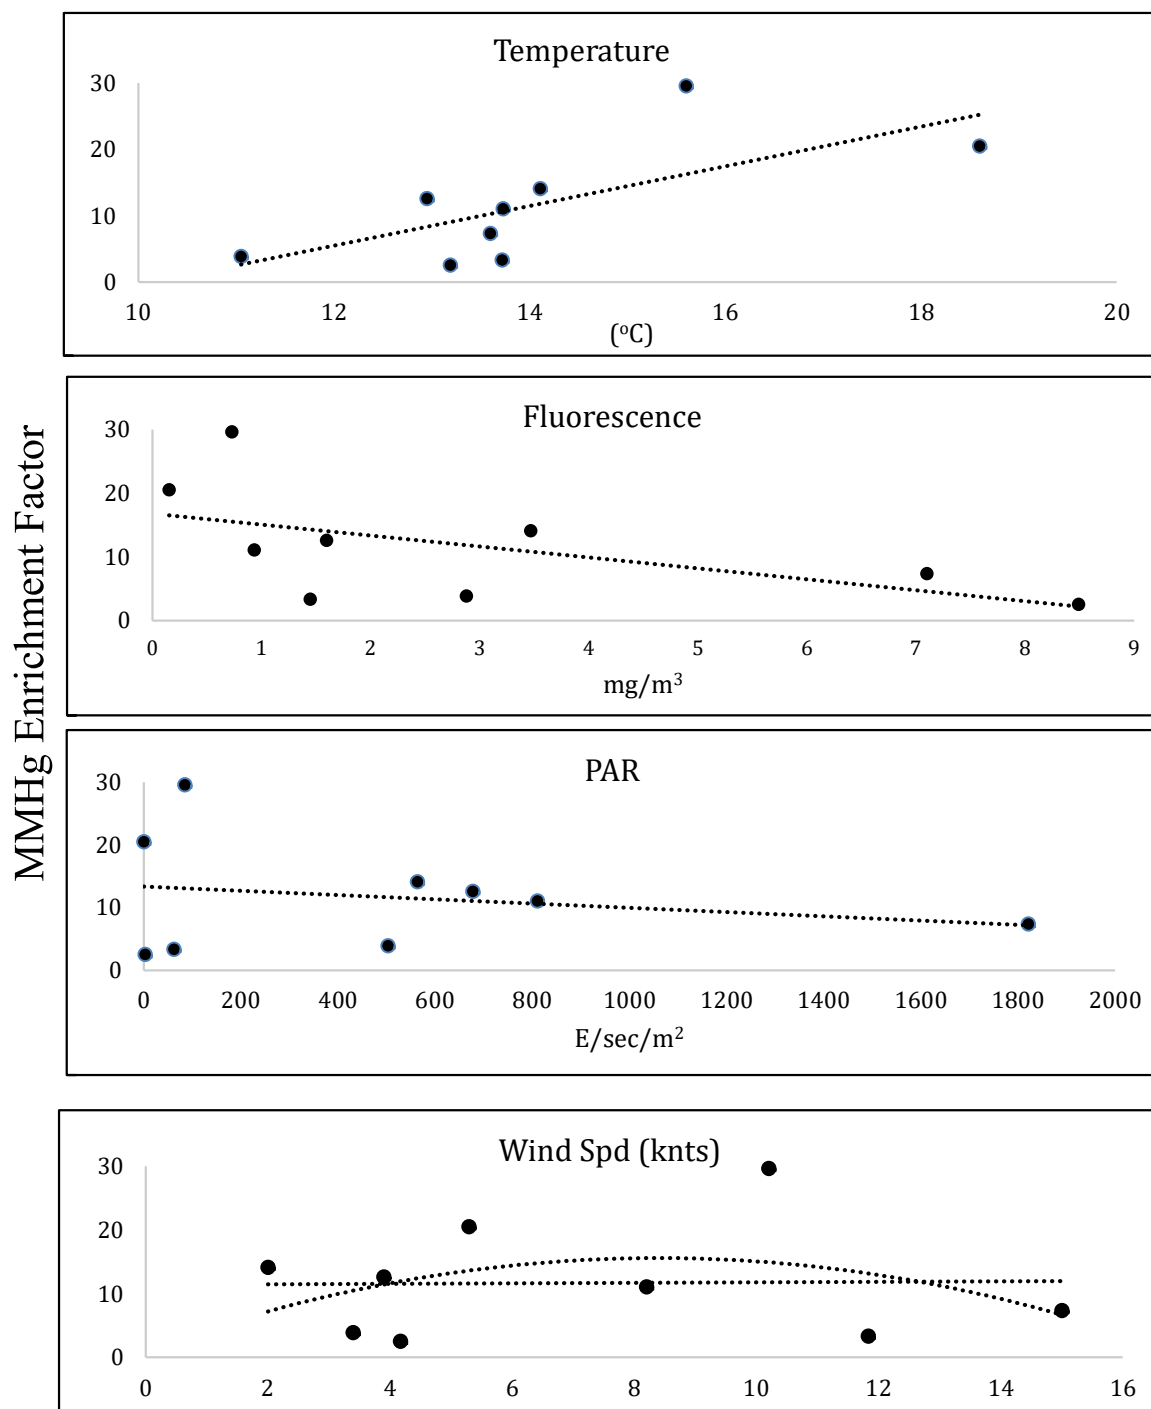 MMHg Enrichment Factor
Temperature
30
20
10
0
10 12 14 16 18 20
(ºC)
Fluorescence
30
20
10
0
0 1 2 3 4 5 6 7 8 9
mg/m³
PAR
30
20
10
0
0 200 400 600 800 1000 1200 1400 1600 1800 2000
E/sec/m²
Wind Spd (knts)
30
20
10
0
0 2 4 6 8 10 12 14 16